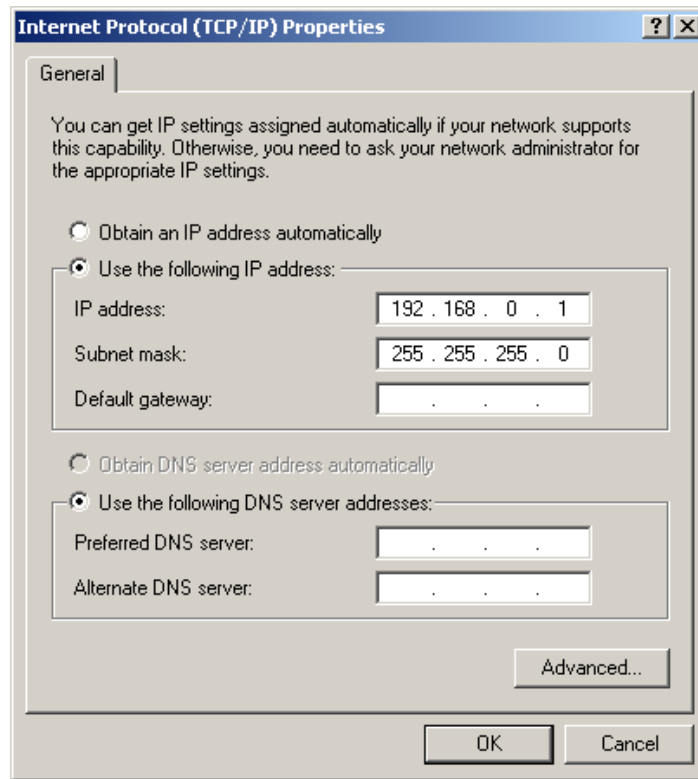 Internet Protocol (TCP/IP) Properties
General
You can get IP settings assigned automatically if your network supports
this capability. Otherwise, you need to ask your network administrator for
the appropriate IP settings.
Obtain an IP address automatically
Use the following IP address:
IP address: 192 . 168 . 0 . 1
Subnet mask: 255 . 255 . 255 . 0
Default gateway: . . .
Obtain DNS server address automatically
Use the following DNS server addresses:
Preferred DNS server: . . .
Alternate DNS server: . . .
Advanced...
OK Cancel